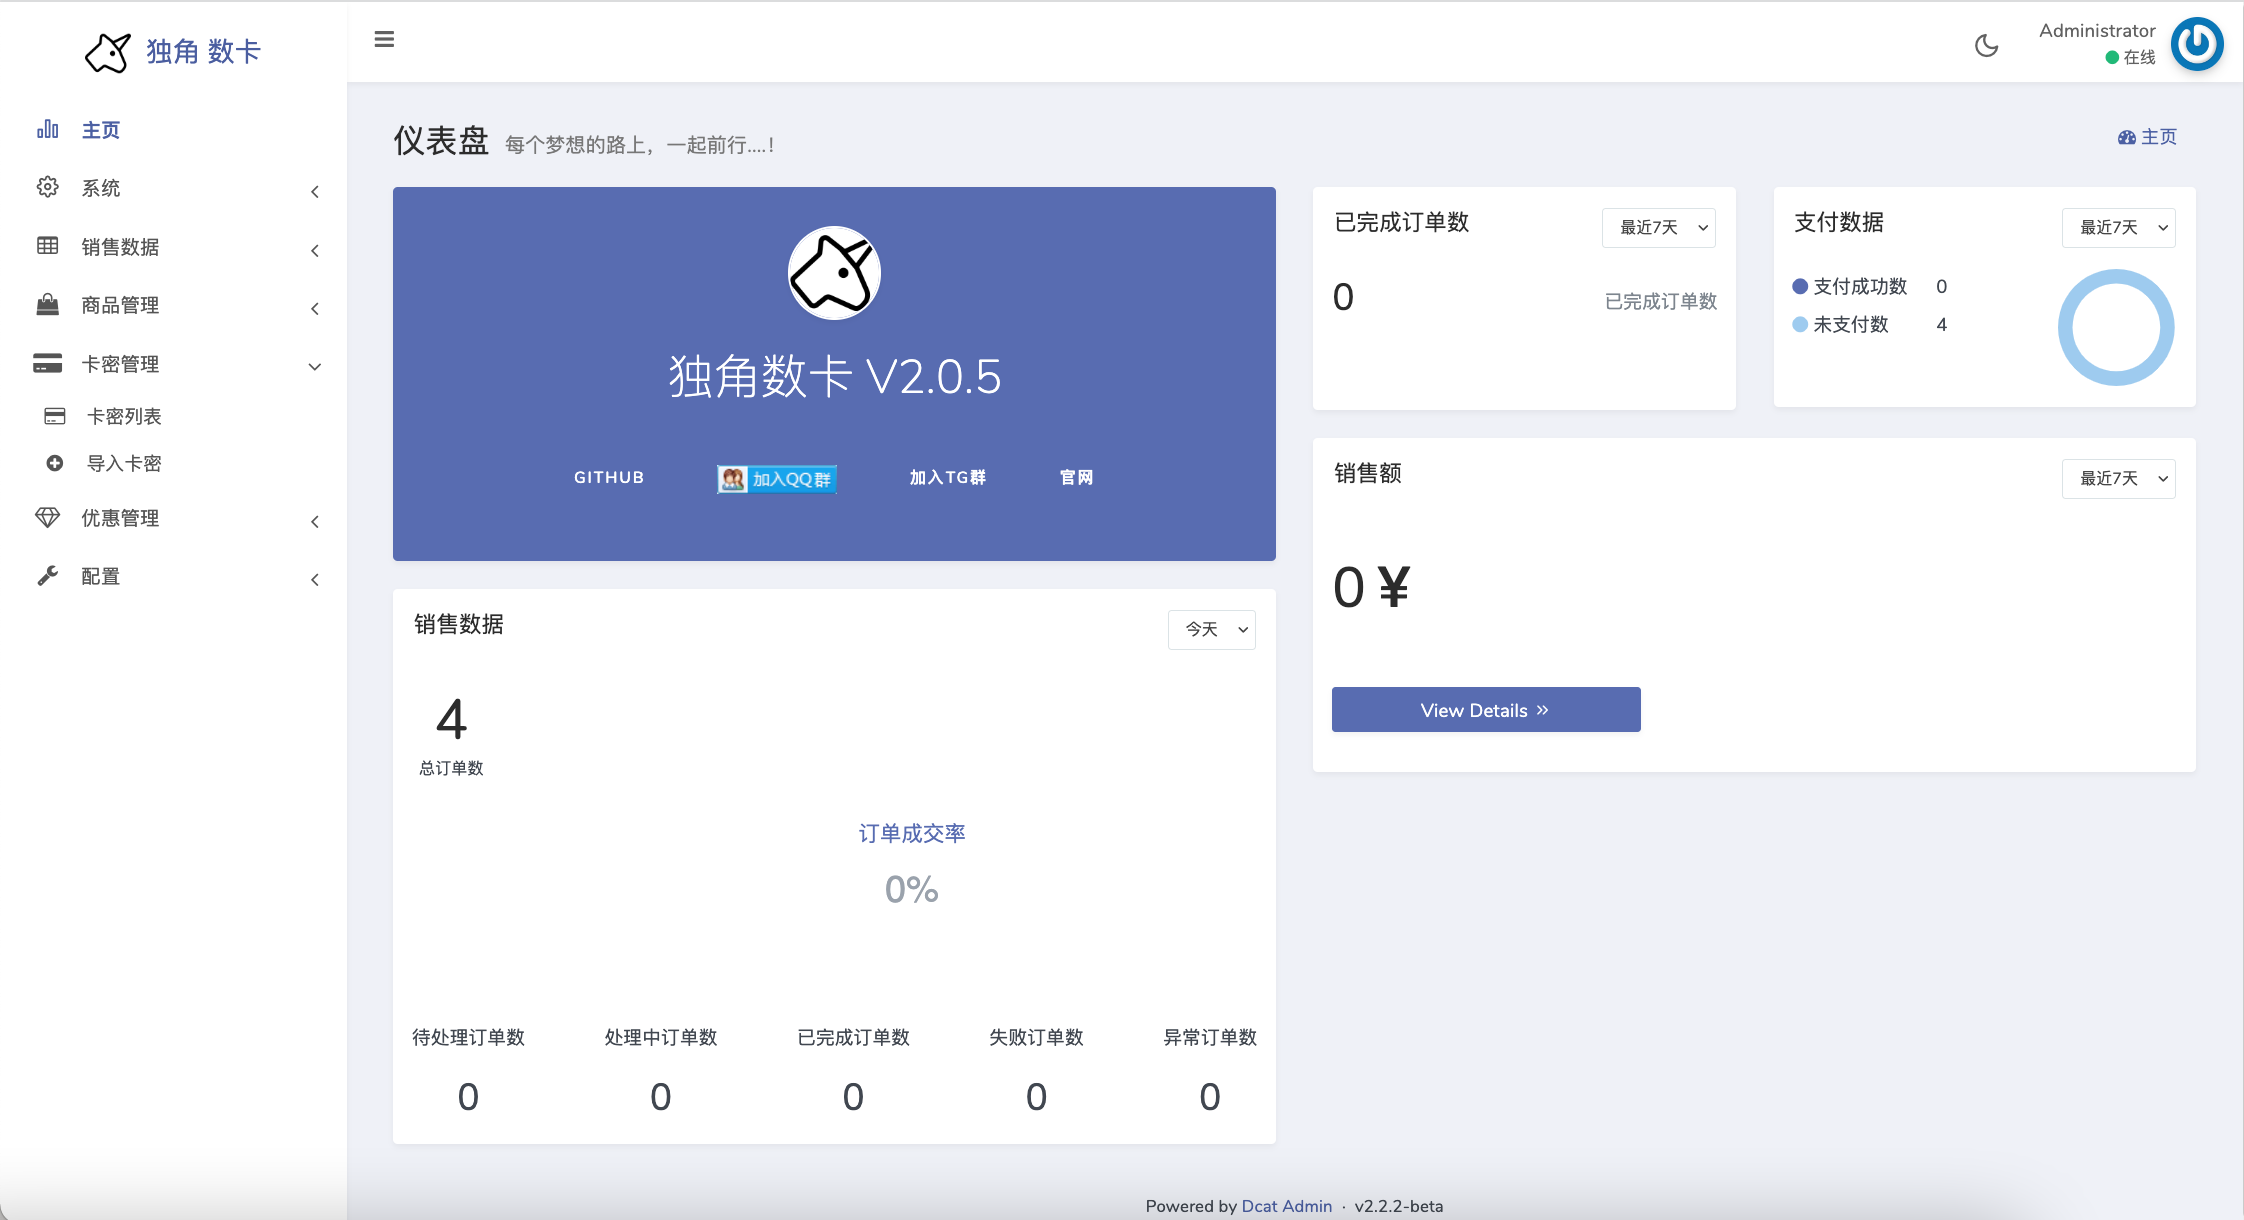 独角 数卡
Administrator
在线
主页
系统
销售数据
商品管理
卡密管理
卡密列表
导入卡密
优惠管理
配置
仪表盘 每个梦想的路上，一起前行....！
主页
独角数卡 V2.0.5
GITHUB 加入QQ群 加入TG群 官网
已完成订单数 最近7天
0 已完成订单数
支付数据 最近7天
支付成功数 0
未支付数 4
销售额 最近7天
0 ¥
View Details »
销售数据 今天
4
总订单数
订单成交率
0%
待处理订单数 处理中订单数 已完成订单数 失败订单数 异常订单数
0 0 0 0 0
Powered by Dcat Admin · v2.2.2-beta